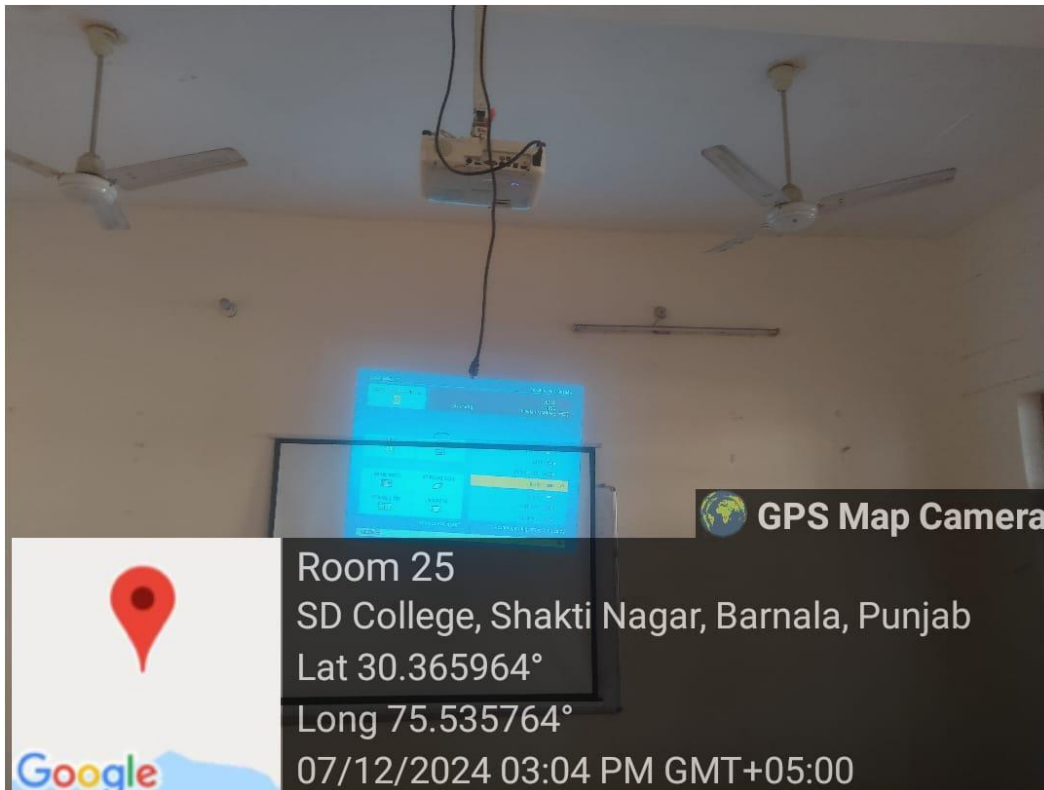 GPS Map Camera
Room 25
SD College, Shakti Nagar, Barnala, Punjab
Lat 30.365964°
Long 75.535764°
07/12/2024 03:04 PM GMT+05:00
Google